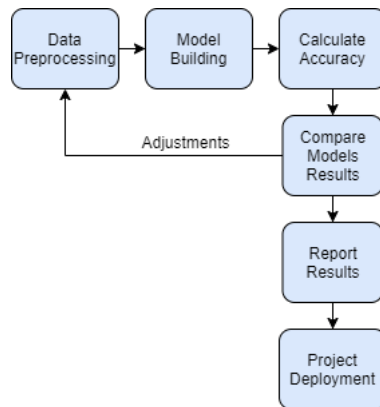 Data
Preprocessing
Model
Building
Calculate
Accuracy
Adjustments
Compare
Models
Results
Report
Results
Project
Deployment